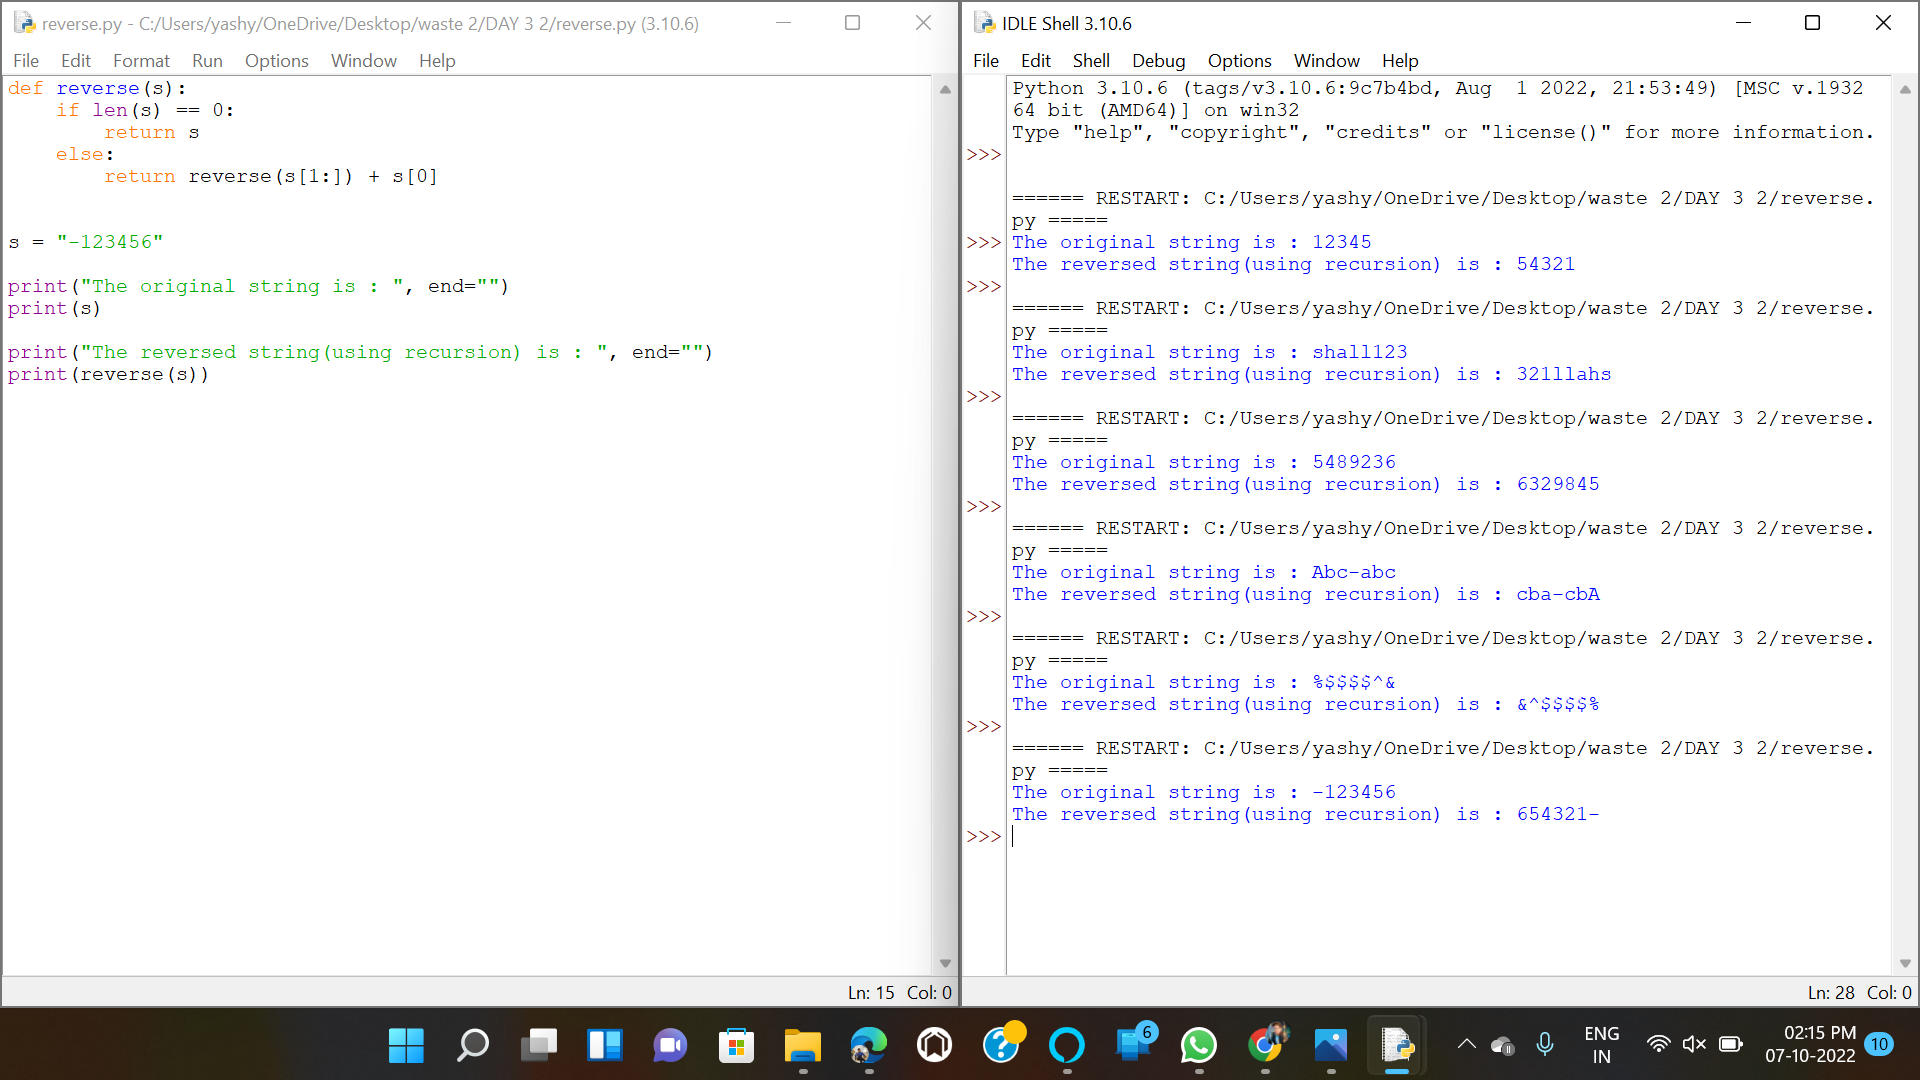 reverse.py - C:/Users/yashy/OneDrive/Desktop/waste 2/DAY 3 2/reverse.py (3.10.6)
File Edit Format Run Options Window Help
def reverse(s):
    if len(s) == 0:
        return s
    else:
        return reverse(s[1:]) + s[0]
s = "-123456"
print("The original string is : ", end="")
print(s)
print("The reversed string(using recursion) is : ", end="")
print(reverse(s))
Ln: 15 Col: 0
IDLE Shell 3.10.6
File Edit Shell Debug Options Window Help
Python 3.10.6 (tags/v3.10.6:9c7b4bd, Aug  1 2022, 21:53:49) [MSC v.1932
64 bit (AMD64)] on win32
Type "help", "copyright", "credits" or "license()" for more information.
>>>
====== RESTART: C:/Users/yashy/OneDrive/Desktop/waste 2/DAY 3 2/reverse.
py =====
>>> The original string is : 12345
The reversed string(using recursion) is : 54321
>>>
====== RESTART: C:/Users/yashy/OneDrive/Desktop/waste 2/DAY 3 2/reverse.
py =====
The original string is : shall123
The reversed string(using recursion) is : 321llahs
>>>
====== RESTART: C:/Users/yashy/OneDrive/Desktop/waste 2/DAY 3 2/reverse.
py =====
The original string is : 5489236
The reversed string(using recursion) is : 6329845
>>>
====== RESTART: C:/Users/yashy/OneDrive/Desktop/waste 2/DAY 3 2/reverse.
py =====
The original string is : Abc-abc
The reversed string(using recursion) is : cba-cbA
>>>
====== RESTART: C:/Users/yashy/OneDrive/Desktop/waste 2/DAY 3 2/reverse.
py =====
The original string is : %$$$$^&
The reversed string(using recursion) is : &^$$$$%
>>>
====== RESTART: C:/Users/yashy/OneDrive/Desktop/waste 2/DAY 3 2/reverse.
py =====
The original string is : -123456
The reversed string(using recursion) is : 654321-
>>>
Ln: 28 Col: 0
6
ENG
IN
02:15 PM
07-10-2022
10